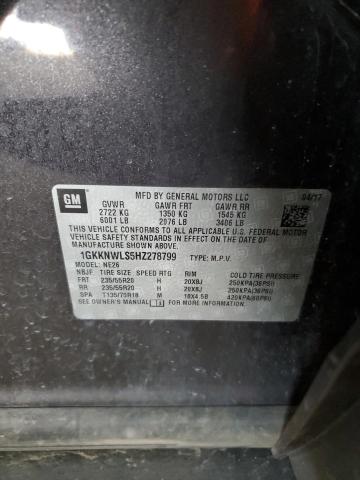 GM
MFD BY GENERAL MOTORS LLC 04/17
GVWR GAWR FRT GAWR RR
2722 KG 1350 KG 1545 KG
6001 LB 2976 LB 3406 LB
THIS VEHICLE CONFORMS TO ALL APPLICABLE U.S. FEDERAL MOTOR
VEHICLE SAFETY STANDARDS IN EFFECT ON THE DATE OF
MANUFACTURE SHOWN ABOVE.
1GKKNWLS5HZ278799 TYPE: M.P.V.
MODEL: NE26
NBJF TIRE SIZE SPEED RIM COLD TIRE PRESSURE
FRT 235/55R20 H 20X8J 250KPA(36PSI)
RR 235/55R20 H 20X8J 250KPA(36PSI)
SPA T135/70R18 M 18X4.5B 420KPA(60PSI)
SEE OWNER'S MANUAL FOR MORE INFORMATION.